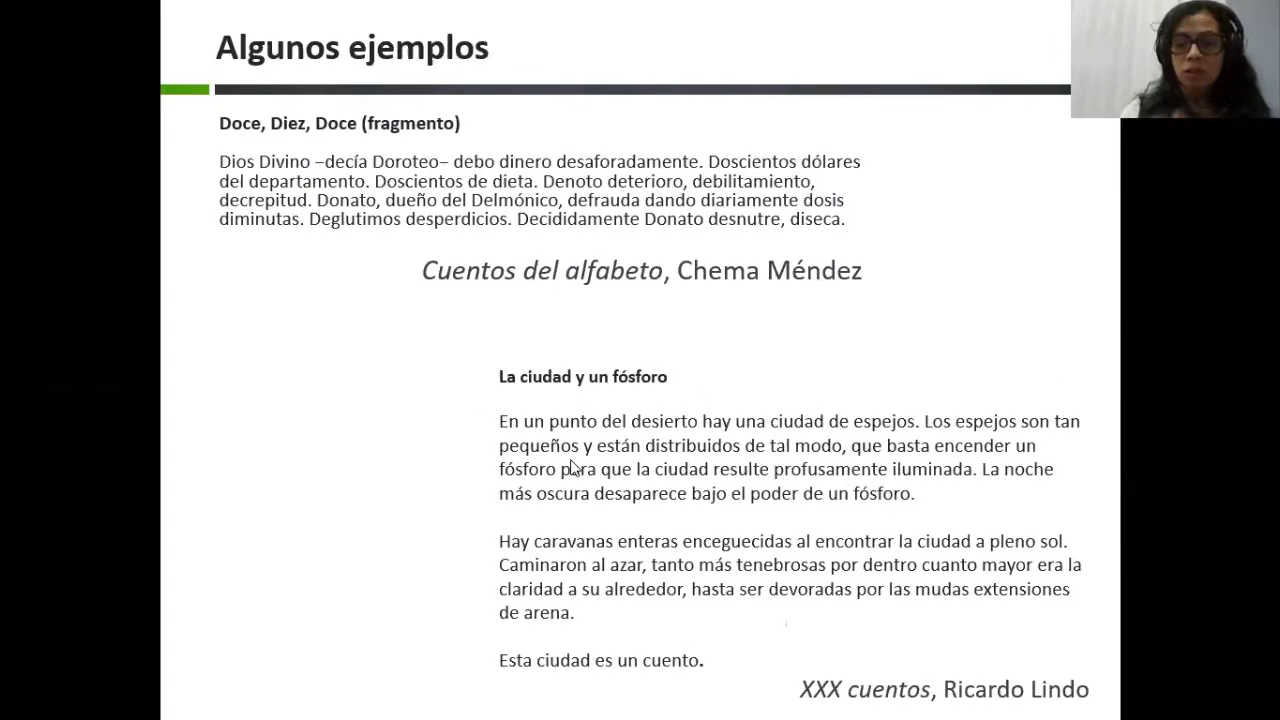 Algunos ejemplos
Doce, Diez, Doce (fragmento)
Dios Divino –decía Doroteo– debo dinero desaforadamente. Doscientos dólares
del departamento. Doscientos de dieta. Denoto deterioro, debilitamiento,
decrepitud. Donato, dueño del Delmónico, defrauda dando diariamente dosis
diminutas. Deglutimos desperdicios. Decididamente Donato desnutre, diseca.
Cuentos del alfabeto, Chema Méndez
La ciudad y un fósforo
En un punto del desierto hay una ciudad de espejos. Los espejos son tan
pequeños y están distribuidos de tal modo, que basta encender un
fósforo para que la ciudad resulte profusamente iluminada. La noche
más oscura desaparece bajo el poder de un fósforo.
Hay caravanas enteras enceguecidas al encontrar la ciudad a pleno sol.
Caminaron al azar, tanto más tenebrosas por dentro cuanto mayor era la
claridad a su alrededor, hasta ser devoradas por las mudas extensiones
de arena.
Esta ciudad es un cuento.
XXX cuentos, Ricardo Lindo